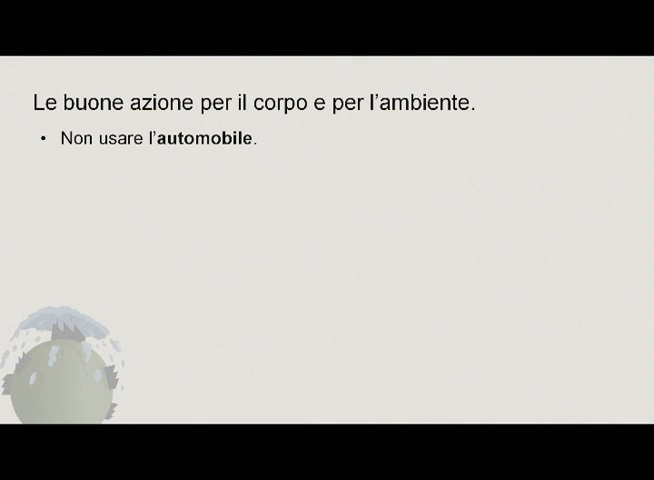 Le buone azione per il corpo e per l’ambiente.
• Non usare l’automobile.